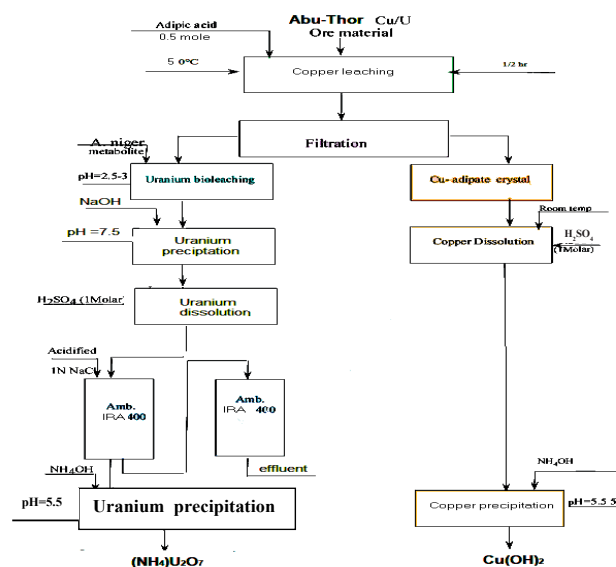 Abu-Thor Cu/U
Ore material
Adipic acid
0.5 mole
5 0°C
Copper leaching
1/2 hr
Filtration
A. niger
metabolite
pH=2.5-3
Uranium bioleaching
Cu- adipate crystal
NaOH
pH =7.5
Uranium
preciptation
Room temp
Copper Dissolution
H2SO4
(1Molar)
H2SO4 (1Molar)
Uranium
dissolution
Acidified
1N NaCl
Amb.
IRA 400
Amb.
IRA 400
effluent
NH4OH
pH=5.5
Uranium precipitation
NH4OH
Copper precipitation
pH=5.5 5
(NH4)U2O7
Cu(OH)2